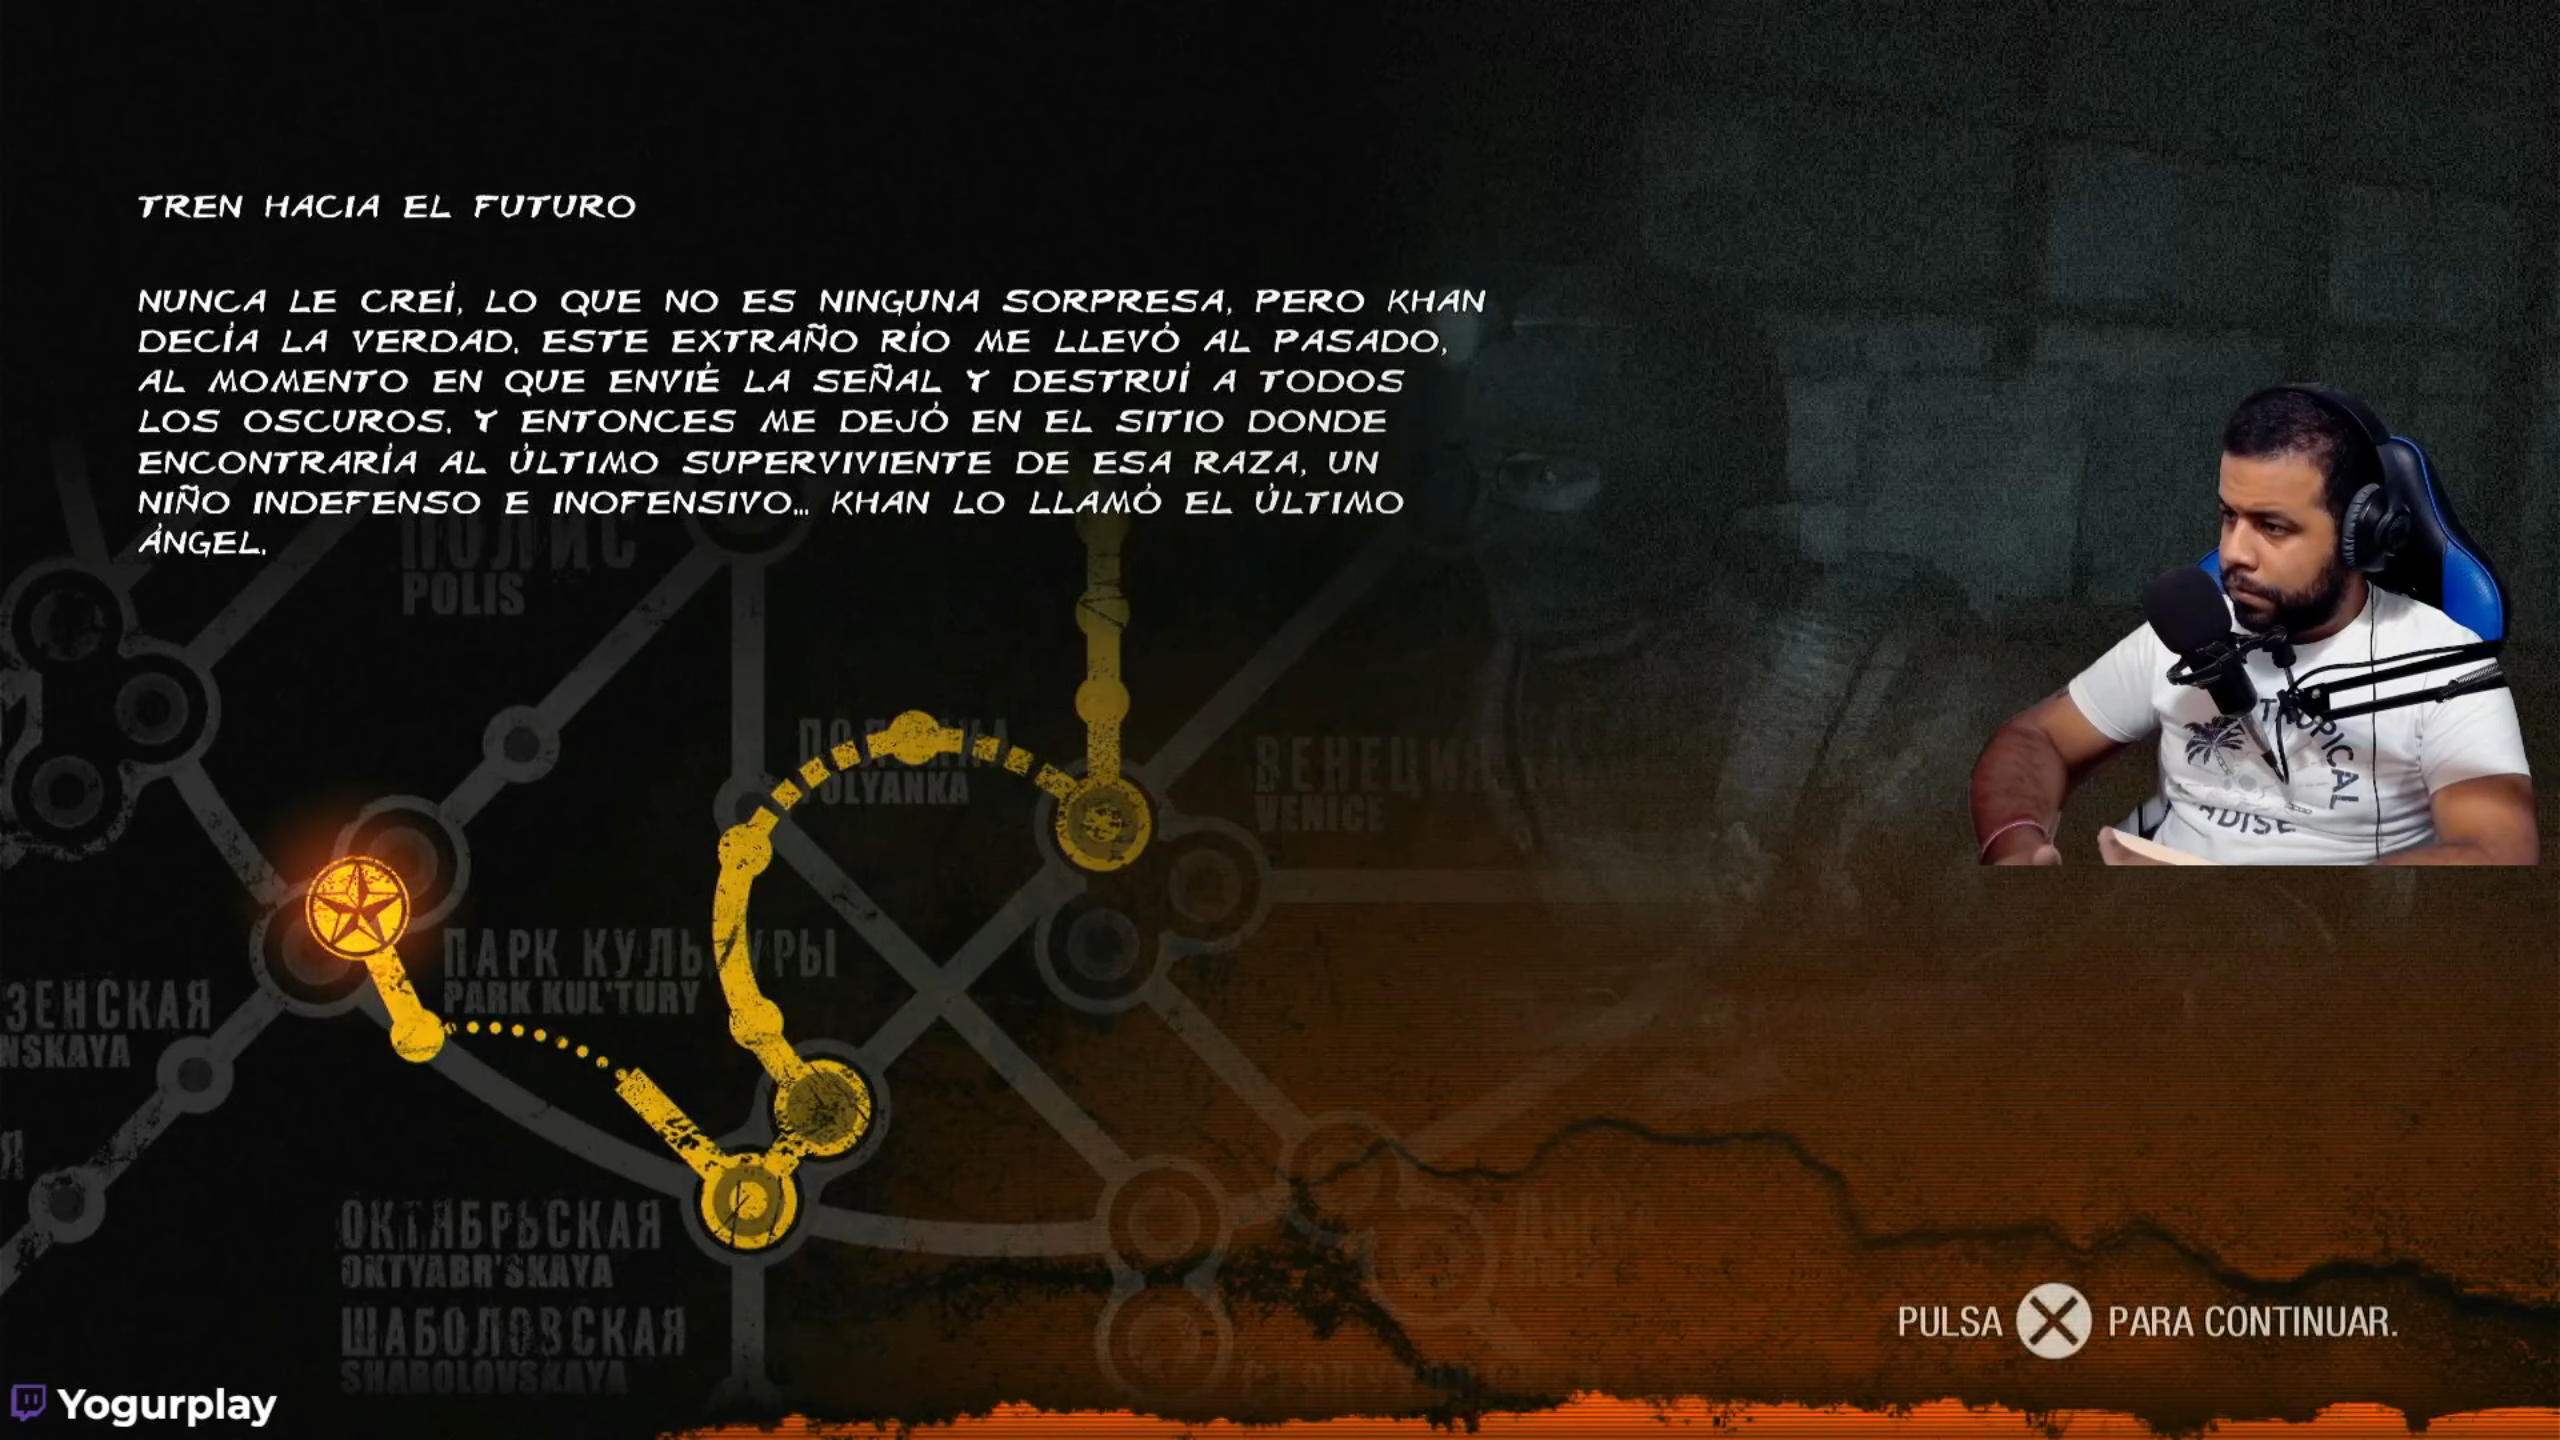 TREN HACIA EL FUTURO
NUNCA LE CREÍ, LO QUE NO ES NINGUNA SORPRESA, PERO KHAN
DECÍA LA VERDAD. ESTE EXTRAÑO RÍO ME LLEVÓ AL PASADO,
AL MOMENTO EN QUE ENVIÉ LA SEÑAL Y DESTRUÍ A TODOS
LOS OSCUROS. Y ENTONCES ME DEJÓ EN EL SITIO DONDE
ENCONTRARÍA AL ÚLTIMO SUPERVIVIENTE DE ESA RAZA, UN
NIÑO INDEFENSO E INOFENSIVO... KHAN LO LLAMÓ EL ÚLTIMO
ÁNGEL.
ПОЛИС
POLIS
POLYANKA
ВЕНЕЦИЯ
VENICE
ПАРК КУЛЬТУРЫ
PARK KUL'TURY
ЗЕНСКАЯ
NSKAYA
ОКТЯБРЬСКАЯ
OKTYABR'SKAYA
ШАБОЛОВСКАЯ
SHABOLOVSKAYA
TROPICAL
PULSA X PARA CONTINUAR.
Yogurplay